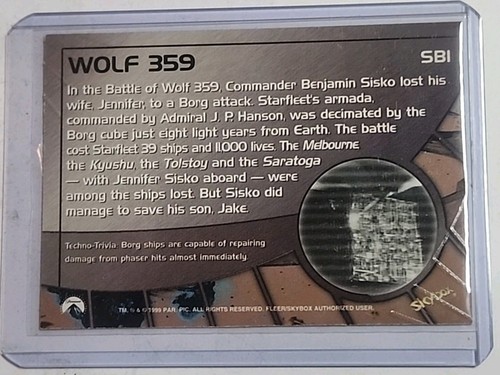 WOLF 359
SB1
In the Battle of Wolf 359, Commander Benjamin Sisko lost his
wife, Jennifer, to a Borg attack. Starfleet's armada,
commanded by Admiral J. P. Hanson, was decimated by the
Borg cube just eight light years from Earth. The battle
cost Starfleet 39 ships and 11,000 lives. The Melbourne,
the Kyushu, the Tolstoy and the Saratoga
— with Jennifer Sisko aboard — were
among the ships lost. But Sisko did
manage to save his son, Jake.
Techno-Trivia: Borg ships are capable of repairing
damage from phaser hits almost immediately.
SkyBox
TM, ® & © 1999 PAR. PIC. ALL RIGHTS RESERVED. FLEER/SKYBOX AUTHORIZED USER.